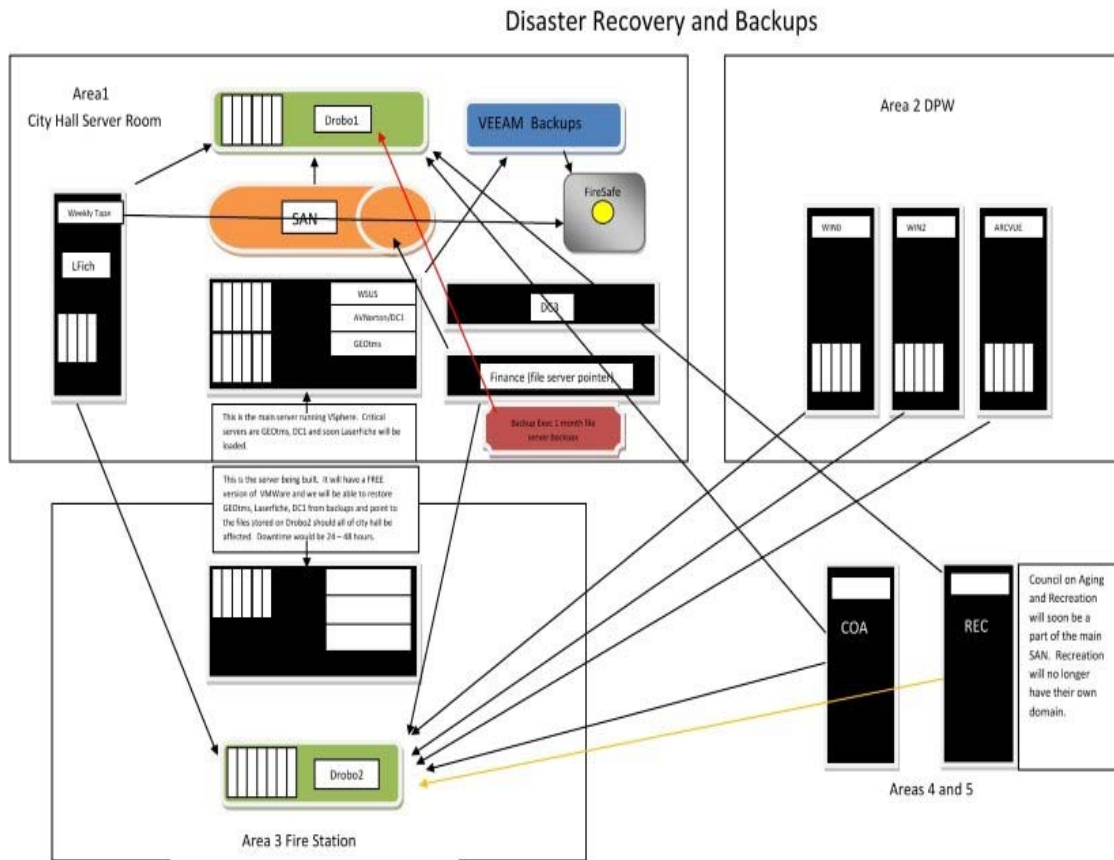 Disaster Recovery and Backups
Area1
City Hall Server Room
Drobo1
VEEAM Backups
Area 2 DPW
FireSafe
Weekly Tape
SAN
LFich
WIN0
WIN2
ARCVUE
WSUS
AVNorton/DC1
GEOtms
DC3
Finance (file server pointer)
This is the main server running VSphere. Critical
servers are GEOtms, DC1 and soon LaserFiche will be
loaded.
Backup Exec 1 month file
server backups
This is the server being built. It will have a FREE
version of VMWare and we will be able to restore
GEOtms, Laserfiche, DC1 from backups and point to
the files stored on Drobo2 should all of city hall be
affected. Downtime would be 24 – 48 hours.
COA
REC
Council on Aging
and Recreation
will soon be a
part of the main
SAN. Recreation
will no longer
have their own
domain.
Drobo2
Areas 4 and 5
Area 3 Fire Station